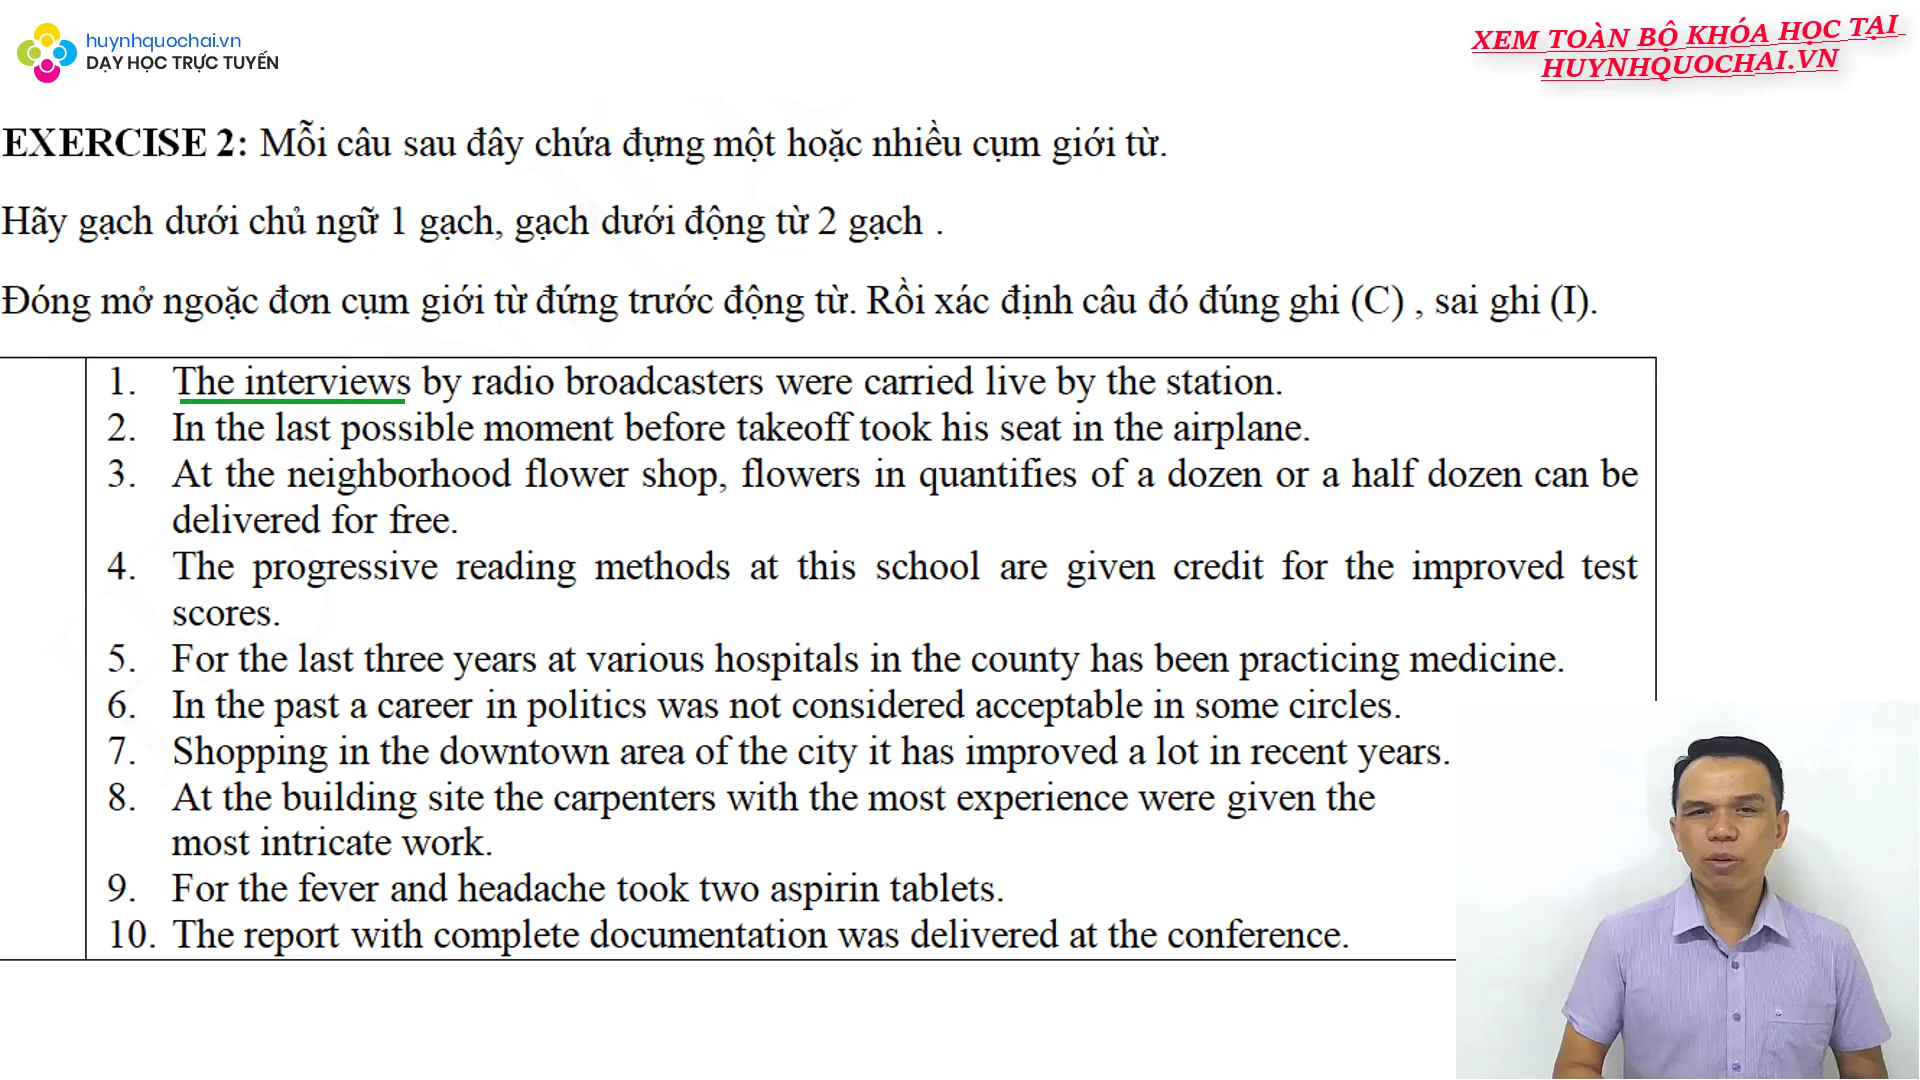 huynhquochai.vn
DẠY HỌC TRỰC TUYẾN
XEM TOÀN BỘ KHÓA HỌC TẠI
HUYNHQUOCHAI.VN
EXERCISE 2: Mỗi câu sau đây chứa đựng một hoặc nhiều cụm giới từ.
Hãy gạch dưới chủ ngữ 1 gạch, gạch dưới động từ 2 gạch .
Đóng mở ngoặc đơn cụm giới từ đứng trước động từ. Rồi xác định câu đó đúng ghi (C) , sai ghi (I).
1. The interviews by radio broadcasters were carried live by the station.
2. In the last possible moment before takeoff took his seat in the airplane.
3. At the neighborhood flower shop, flowers in quantifies of a dozen or a half dozen can be
delivered for free.
4. The progressive reading methods at this school are given credit for the improved test
scores.
5. For the last three years at various hospitals in the county has been practicing medicine.
6. In the past a career in politics was not considered acceptable in some circles.
7. Shopping in the downtown area of the city it has improved a lot in recent years.
8. At the building site the carpenters with the most experience were given the
most intricate work.
9. For the fever and headache took two aspirin tablets.
10. The report with complete documentation was delivered at the conference.